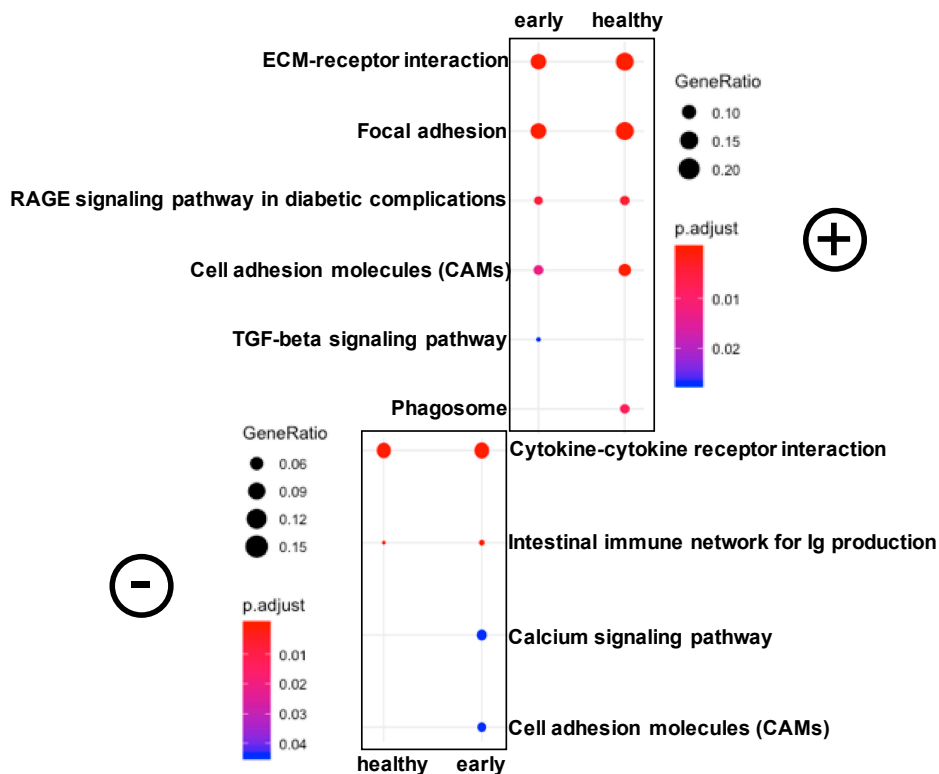 early healthy
ECM-receptor interaction
Focal adhesion
RAGE signaling pathway in diabetic complications
Cell adhesion molecules (CAMs)
TGF-beta signaling pathway
Phagosome
GeneRatio
0.10
0.15
0.20
p.adjust
0.01
0.02
+
GeneRatio
0.06
0.09
0.12
0.15
p.adjust
0.01
0.02
0.03
0.04
-
Cytokine-cytokine receptor interaction
Intestinal immune network for Ig production
Calcium signaling pathway
Cell adhesion molecules (CAMs)
healthy early